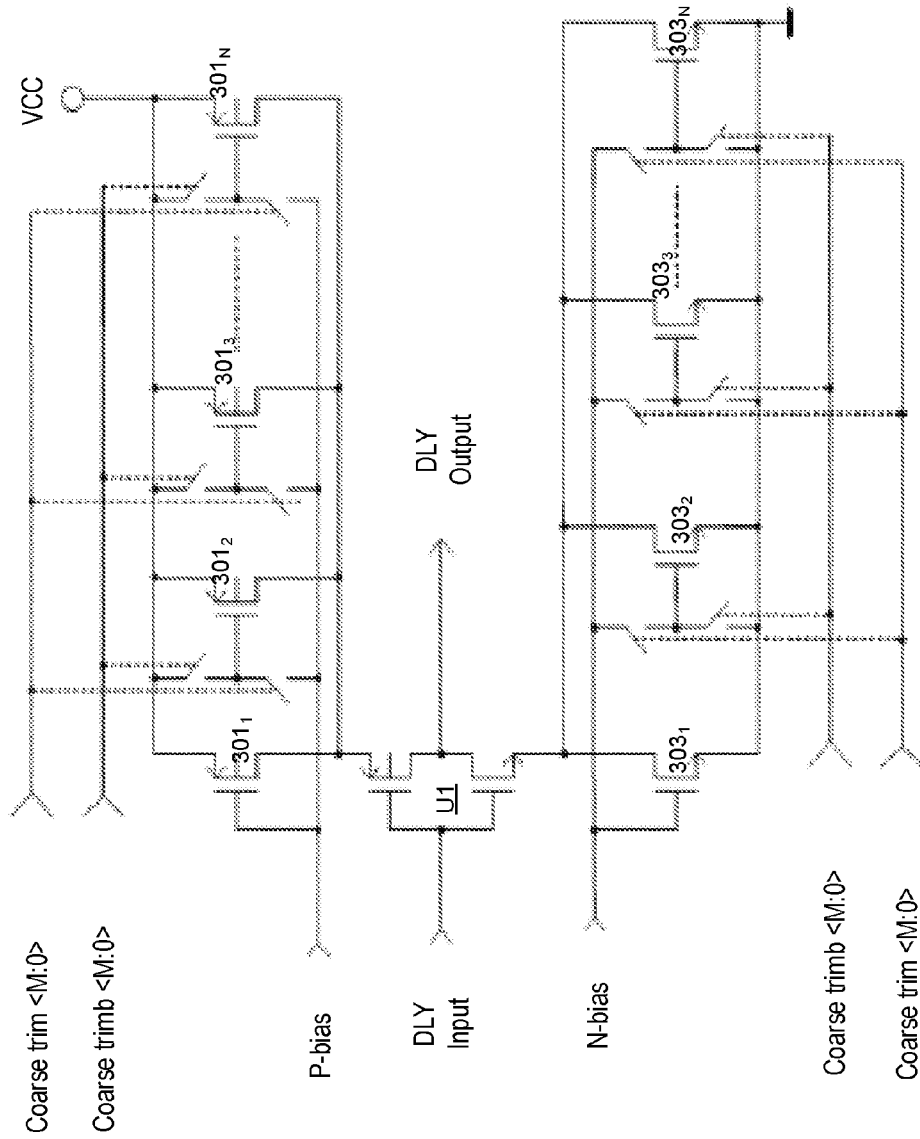 Coarse trim <M:0>
Coarse trimb <M:0>
VCC
301₁
301₂
301₃
301N
P-bias
DLY
Input
U1
DLY
Output
N-bias
303₁
303₂
303₃
303N
Coarse trimb <M:0>
Coarse trim <M:0>